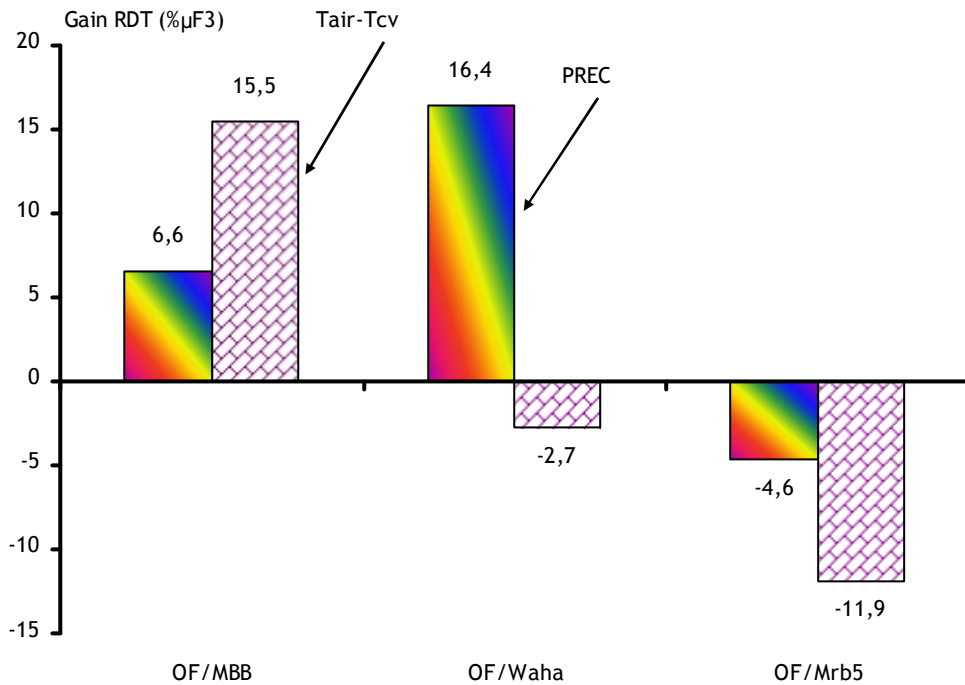 Gain RDT (%µF3)
Tair-Tcv
20
15,5
16,4
PREC
15
10
6,6
5
0
-2,7
-5
-4,6
-10
-11,9
-15
OF/MBB
OF/Waha
OF/Mrb5